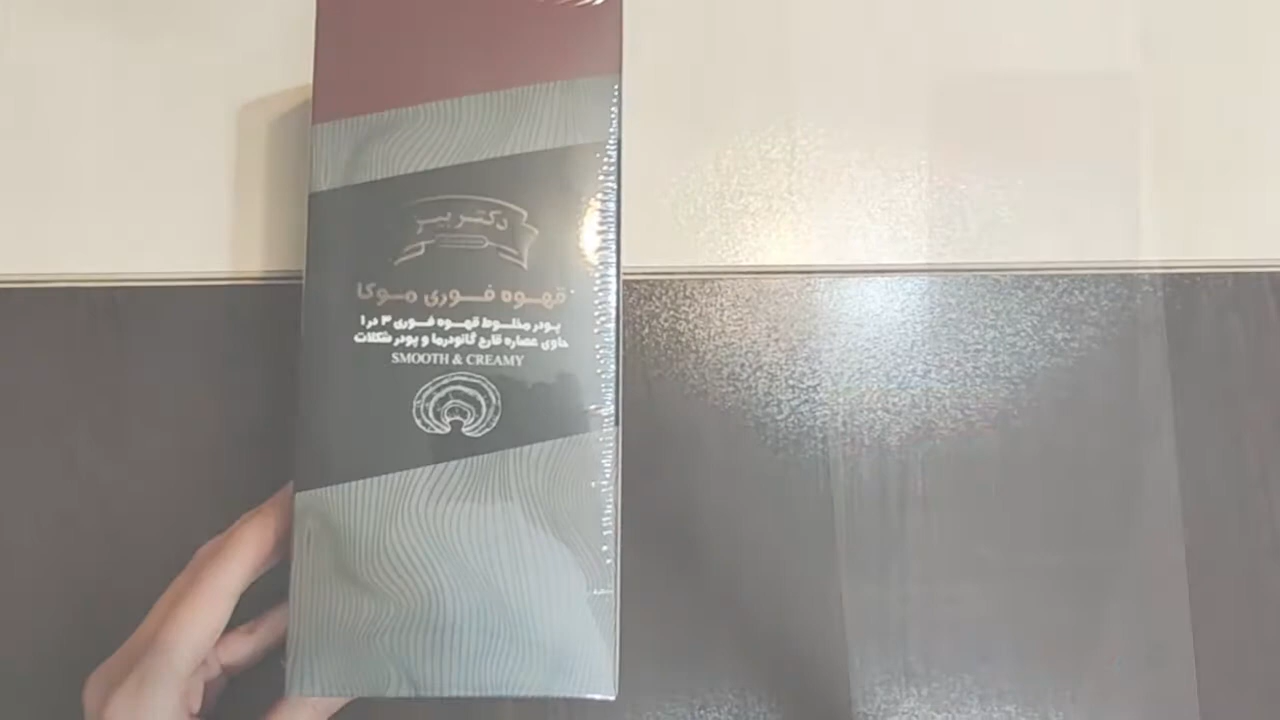 دکتر بیز
قهوه فوری موکا
پودر مخلوط قهوه فوری ۳ در ۱
حاوی عصاره قارچ گانودرما و پودر شکلات
SMOOTH & CREAMY